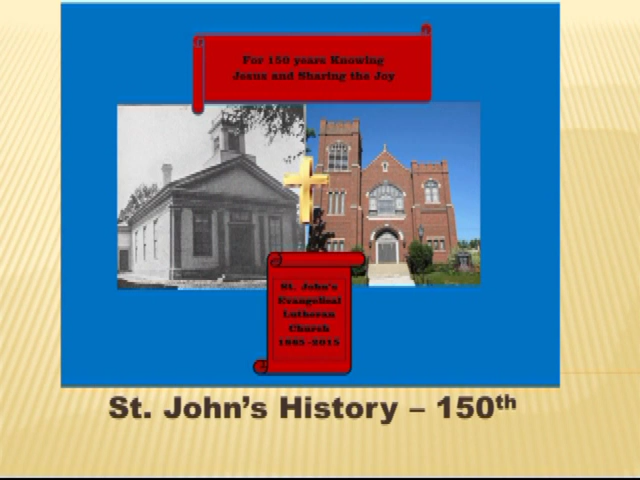 For 150 years Knowing
Jesus and Sharing the Joy
St. John's
Evangelical
Lutheran
Church
1865-2015
St. John's History – 150th